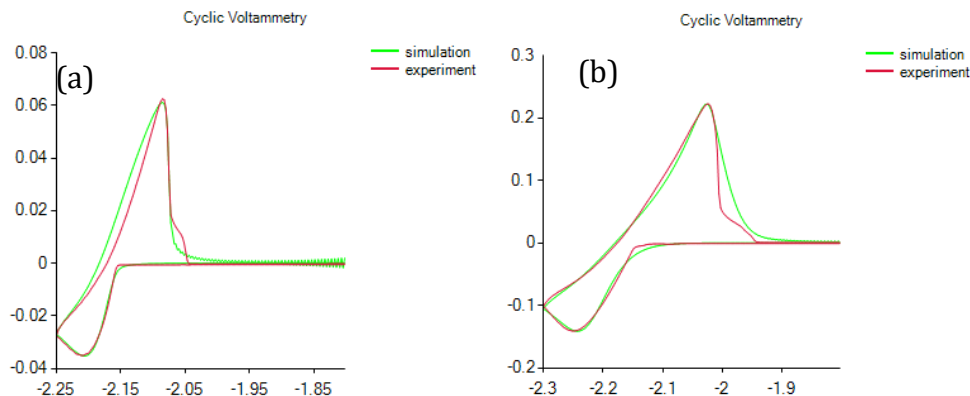 Cyclic Voltammetry
(a)
simulation
experiment
0.08
0.06
0.04
0.02
0
-0.02
-0.04
-2.25
-2.15
-2.05
-1.95
-1.85
Cyclic Voltammetry
(b)
simulation
experiment
0.3
0.2
0.1
0
-0.1
-0.2
-2.3
-2.2
-2.1
-2
-1.9